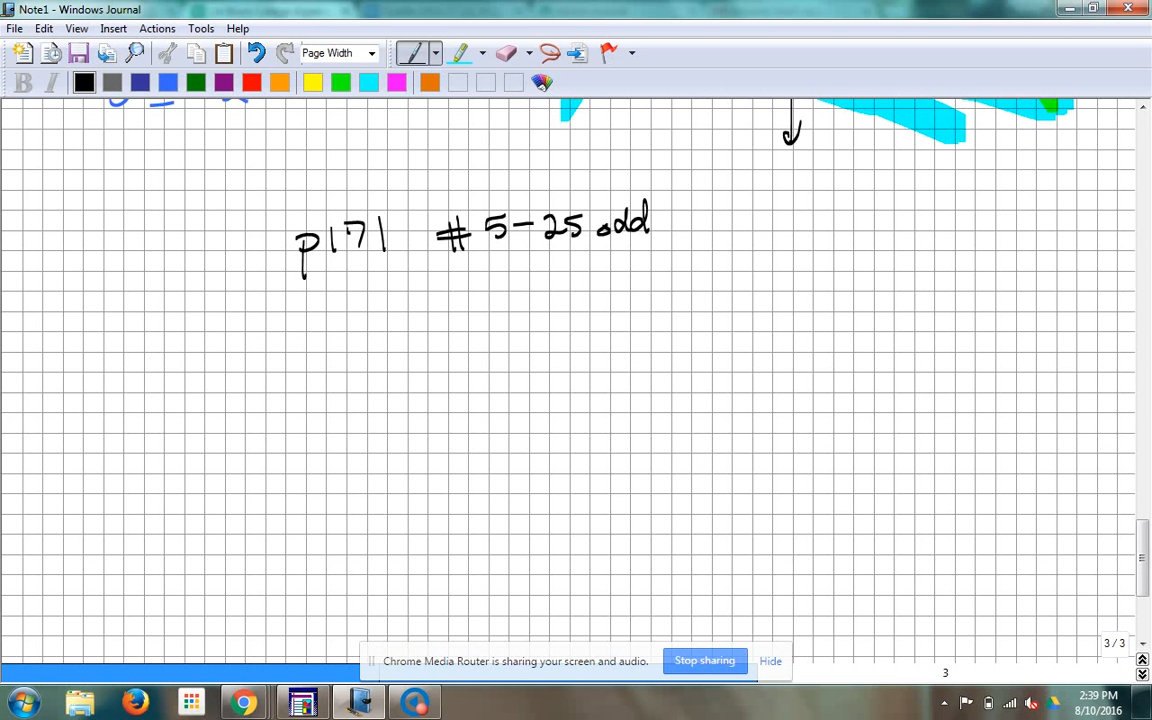 Note1 - Windows Journal
File Edit View Insert Actions Tools Help
Page Width
B I
p171 # 5-25 odd
3 / 3
Chrome Media Router is sharing your screen and audio. Stop sharing Hide
3
2:39 PM
8/10/2016